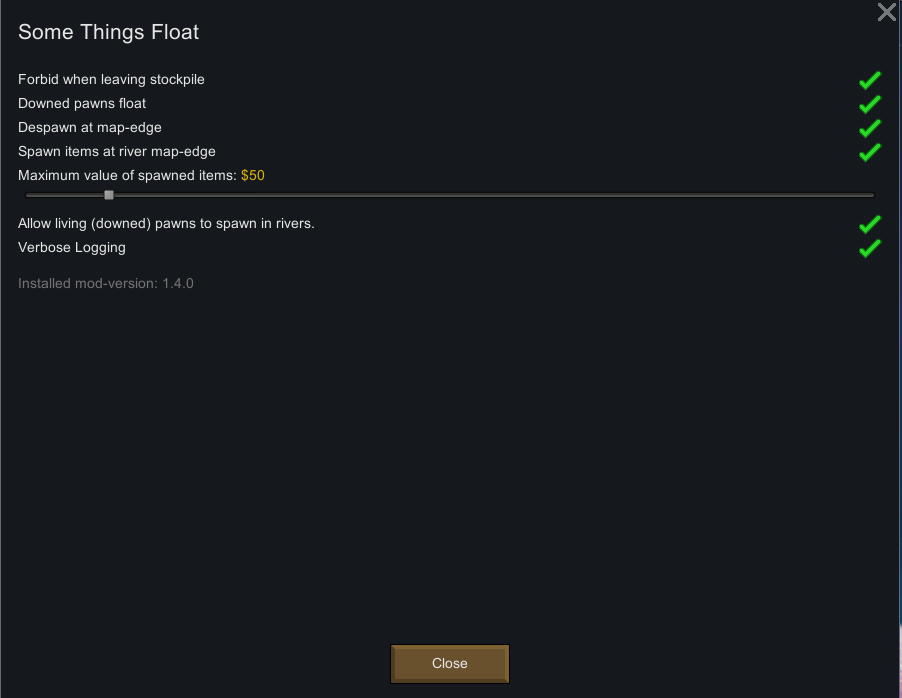 Some Things Float
Forbid when leaving stockpile
Downed pawns float
Despawn at map-edge
Spawn items at river map-edge
Maximum value of spawned items: $50
Allow living (downed) pawns to spawn in rivers.
Verbose Logging
Installed mod-version: 1.4.0
Close